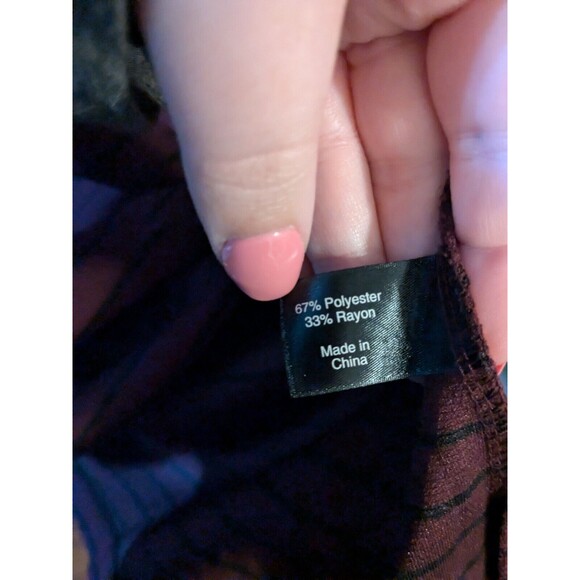 67% Polyester
33% Rayon
Made in
China